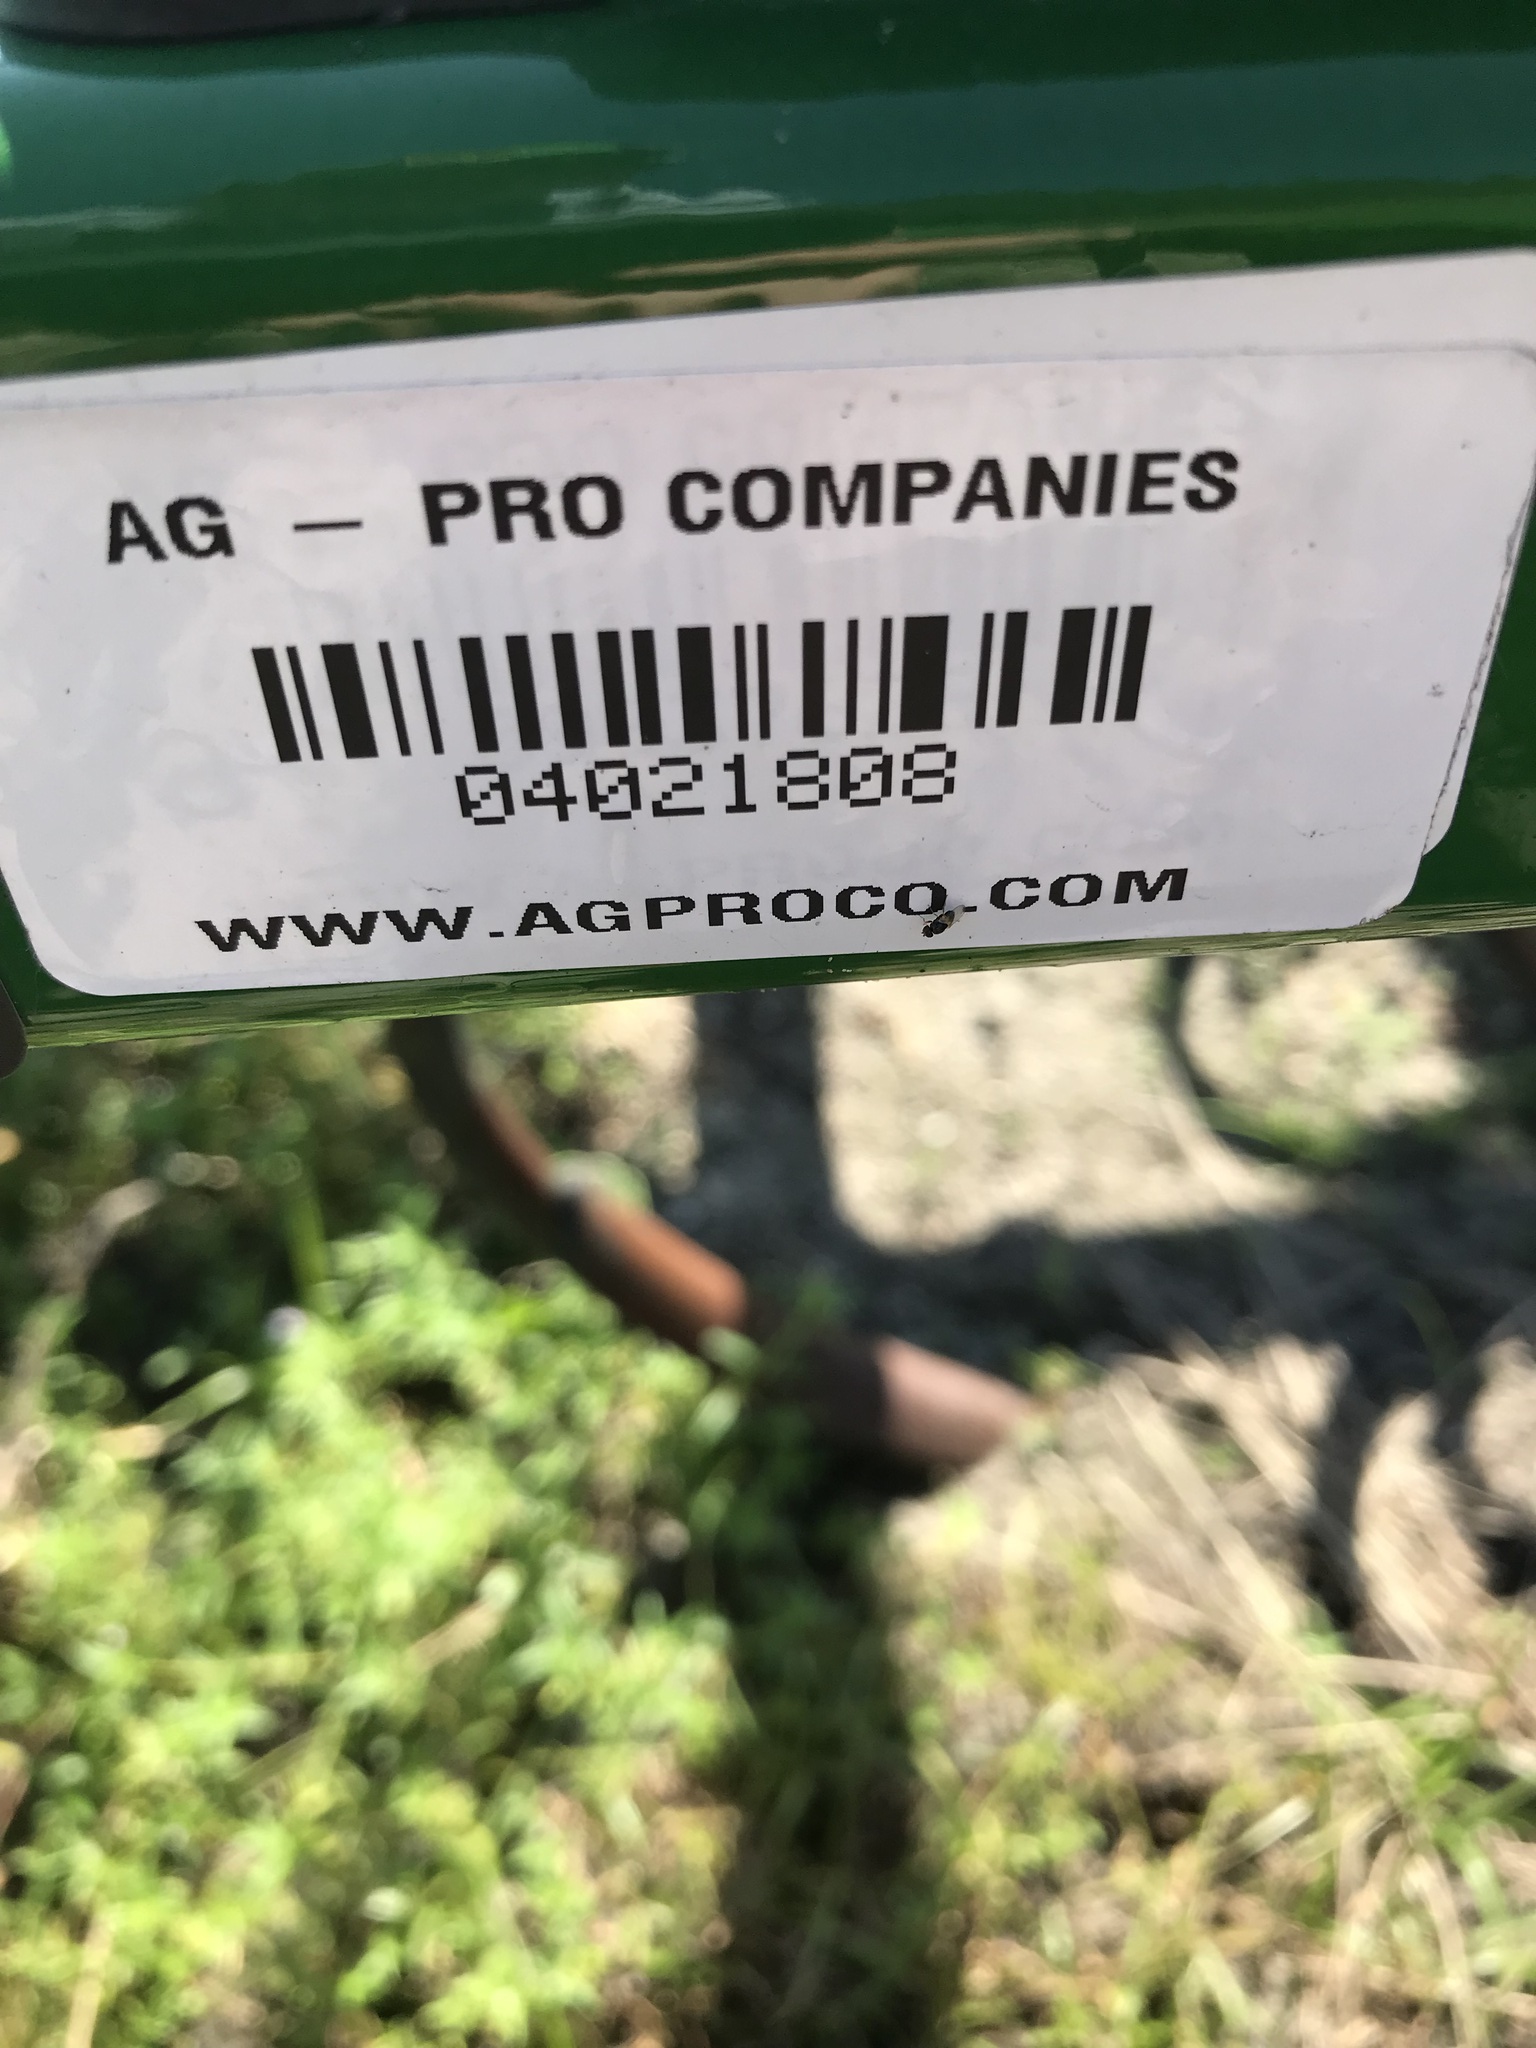 AG – PRO COMPANIES
04021808
WWW.AGPROCO.COM